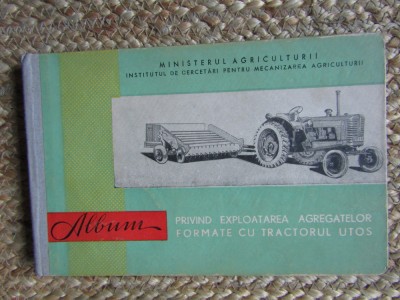 MINISTERUL AGRICULTURII
INSTITUTUL DE CERCETĂRI PENTRU MECANIZAREA AGRICULTURII
Album
PRIVIND EXPLOATAREA AGREGATELOR
FORMATE CU TRACTORUL UTOS